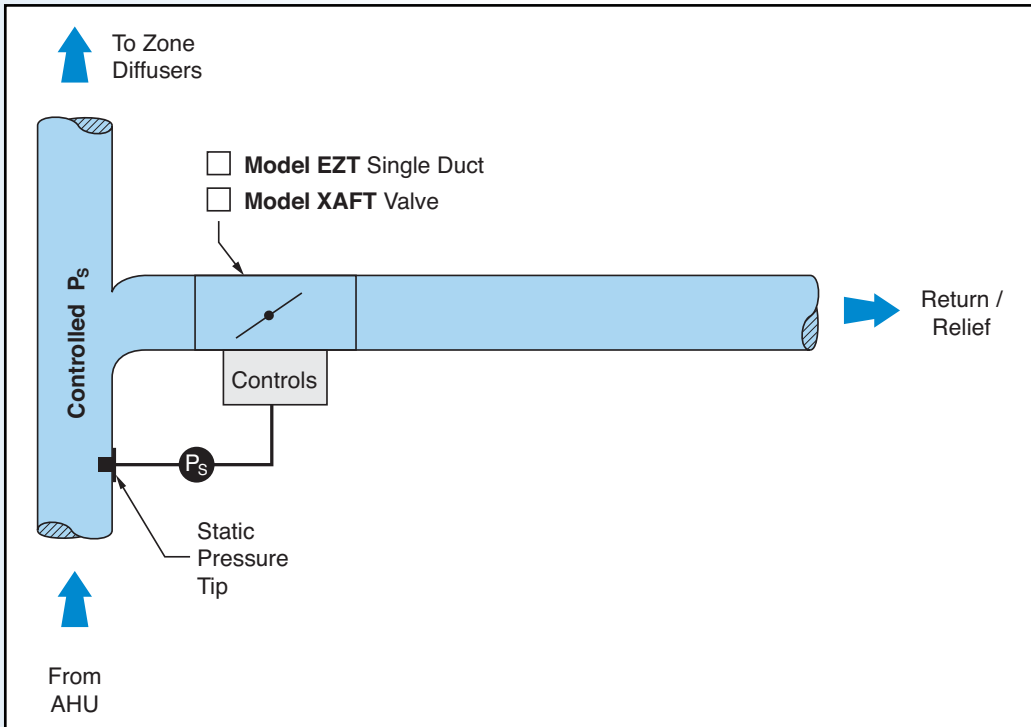 To Zone
Diffusers
Model EZT Single Duct
Model XAFT Valve
Controlled PS
Return /
Relief
Controls
PS
Static
Pressure
Tip
From
AHU